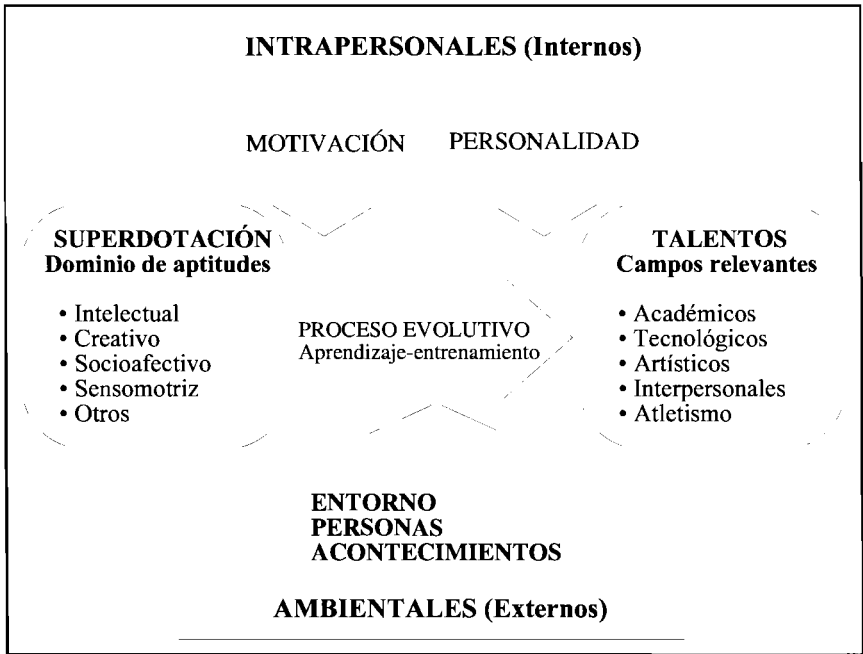 INTRAPERSONALES (Internos)
MOTIVACIÓN PERSONALIDAD
SUPERDOTACIÓN
Dominio de aptitudes
• Intelectual
• Creativo
• Socioafectivo
• Sensomotriz
• Otros
PROCESO EVOLUTIVO
Aprendizaje-entrenamiento
TALENTOS
Campos relevantes
• Académicos
• Tecnológicos
• Artísticos
• Interpersonales
• Atletismo
ENTORNO
PERSONAS
ACONTECIMIENTOS
AMBIENTALES (Externos)